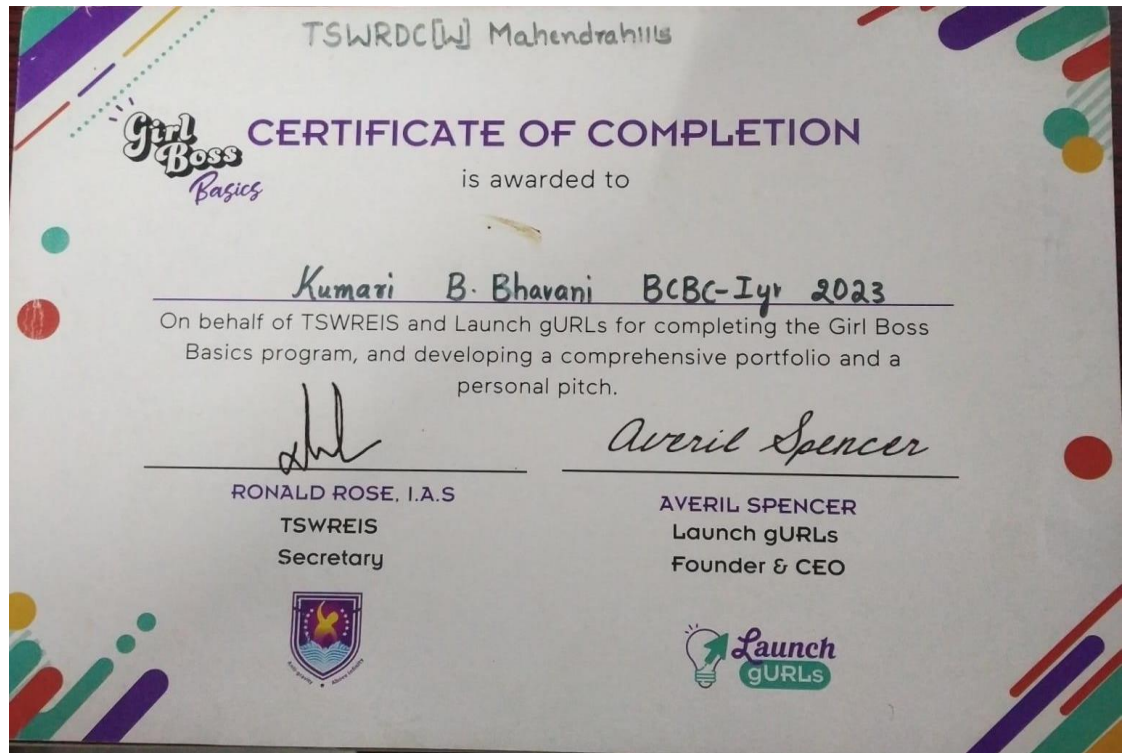 TSWRDC[W] Mahendrahills
Girl
Boss
Basics
CERTIFICATE OF COMPLETION
is awarded to
Kumari B. Bhavani BCBC-Iyr 2023
On behalf of TSWREIS and Launch gURLs for completing the Girl Boss
Basics program, and developing a comprehensive portfolio and a
personal pitch.
Averil Spencer
RONALD ROSE, I.A.S
TSWREIS
Secretary
AVERIL SPENCER
Launch gURLs
Founder & CEO
Launch
gURLs